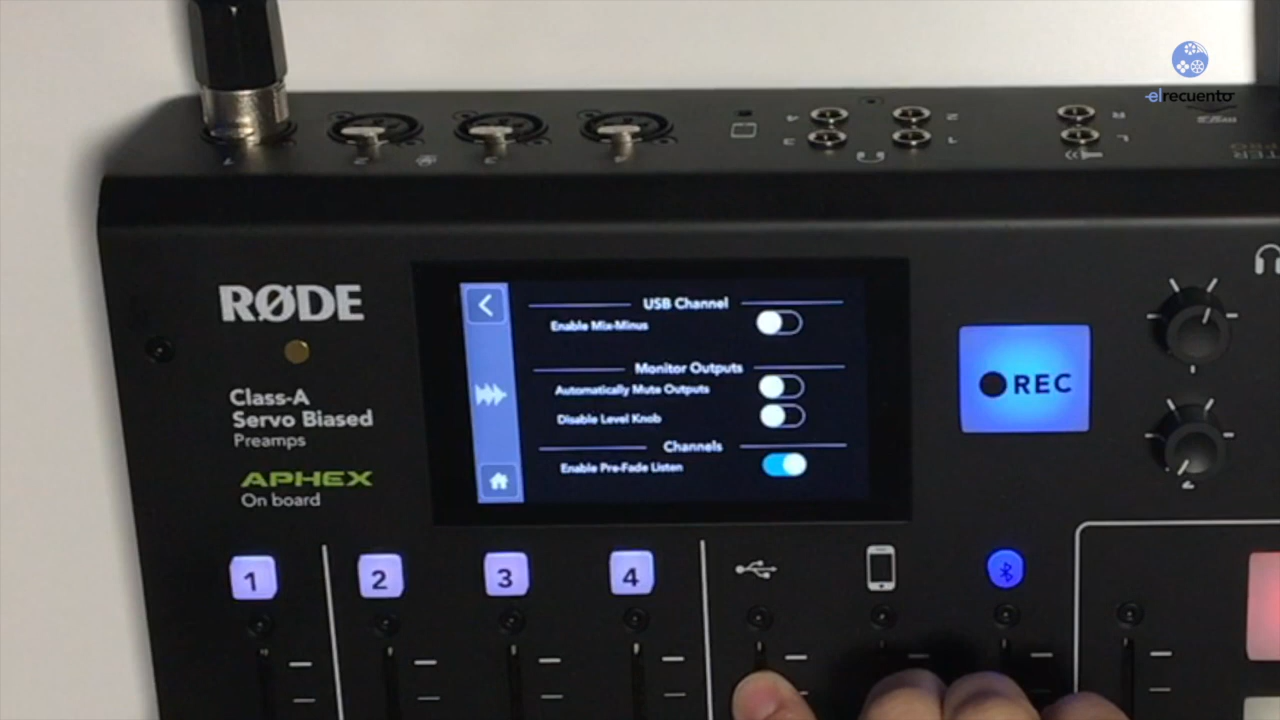 elrecuento
RØDE
Class-A
Servo Biased
Preamps
APHEX
On board
USB Channel
Enable Mix-Minus
Monitor Outputs
Automatically Mute Outputs
Disable Level Knob
Channels
Enable Pre-Fade Listen
REC
1
2
3
4